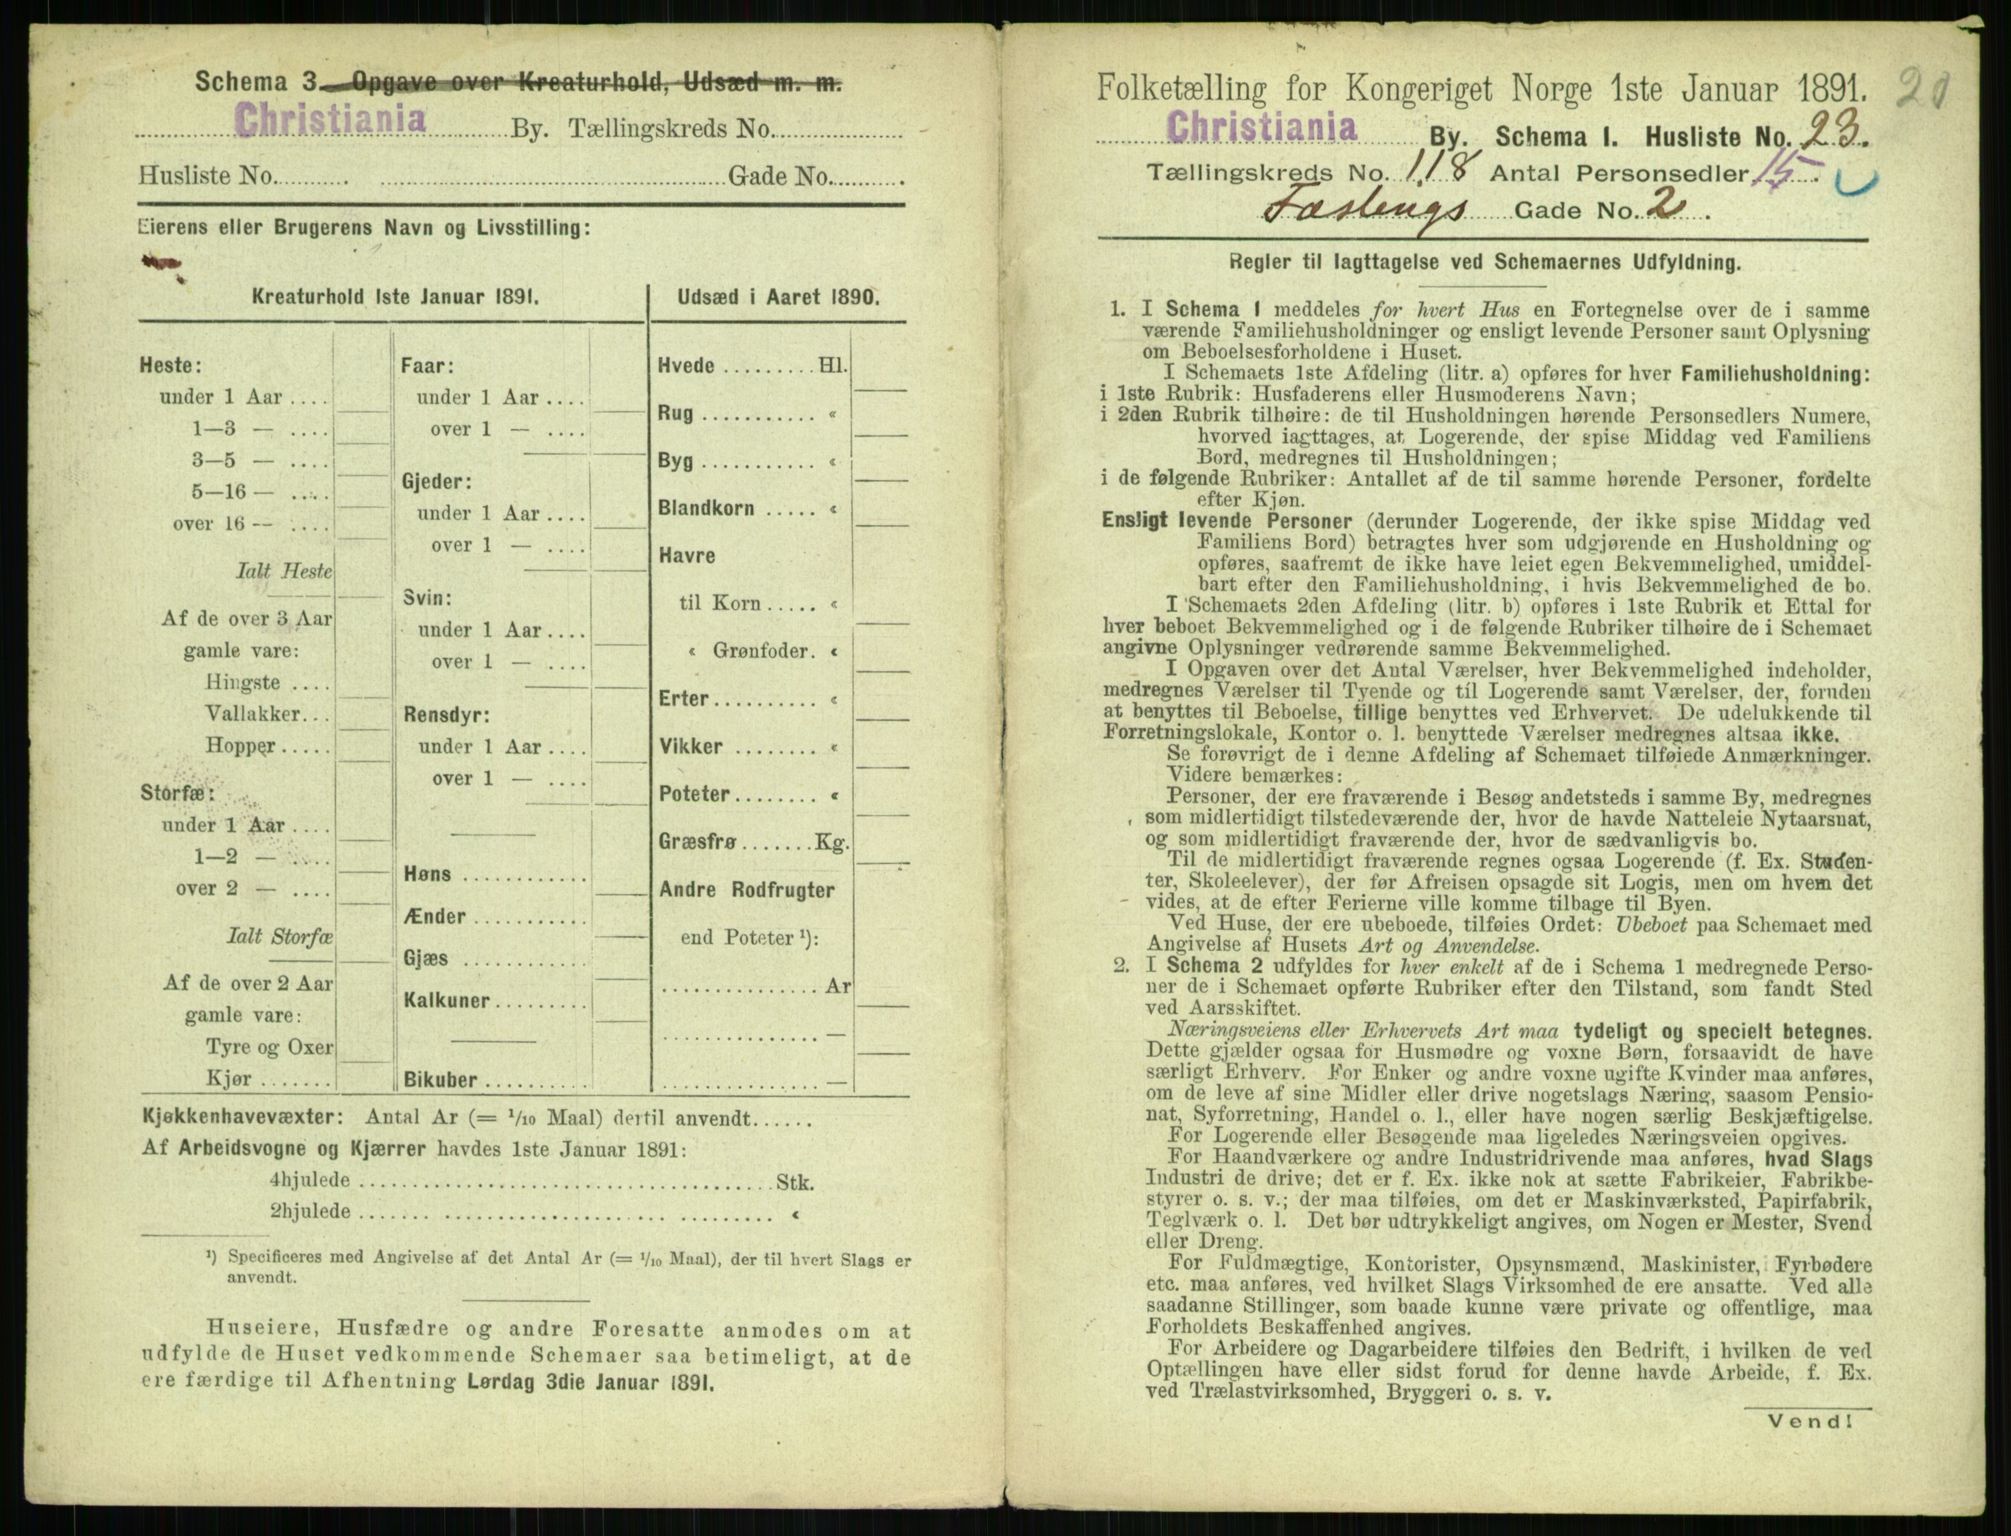 Schema 3. Opgave over Kreaturhold, Udsæd m. m.
Christiania By. Tællingskreds No.
Husliste No. Gade No.
Eierens eller Brugerens Navn og Livsstilling:
Kreaturhold 1ste Januar 1891.
Heste:
under 1 Aar ....
1—3 — ....
3—5 — ....
5—16 — ....
over 16 — ....
Ialt Heste
Af de over 3 Aar
gamle vare:
Hingste ....
Vallakker...
Hopper.....
Storfæ:
under 1 Aar ....
1—2 — ....
over 2 — ....
Ialt Storfæ
Af de over 2 Aar
gamle vare:
Tyre og Oxer
Kjør .......
Faar:
under 1 Aar ....
over 1 — ....
Gjeder:
under 1 Aar ....
over 1 — ....
Svin:
under 1 Aar ....
over 1 — ....
Rensdyr:
under 1 Aar ....
over 1 — ....
Høns ............
Ænder ...........
Gjæs ............
Kalkuner.........
Bikuber..........
Udsæd i Aaret 1890.
Hvede ......... Hl.
Rug ........... «
Byg ........... «
Blandkorn ..... «
Havre
til Korn ..... «
« Grønfoder. «
Erter.......... «
Vikker ........ «
Poteter........ «
Græsfrø....... Kg.
Andre Rodfrugter
end Poteter ¹):
............... Ar
............... —
............... —
Kjøkkenhavevæxter: Antal Ar (= 1/10 Maal) dertil anvendt......
Af Arbeidsvogne og Kjærrer havdes 1ste Januar 1891:
4hjulede ........................................ Stk.
2hjulede ........................................ «
¹) Specificeres med Angivelse af det Antal Ar (= 1/10 Maal), der til hvert Slags er
anvendt.
Huseiere, Husfædre og andre Foresatte anmodes om at
udfylde de Huset vedkommende Schemaer saa betimeligt, at de
ere færdige til Afhentning Lørdag 3die Januar 1891.
Folketælling for Kongeriget Norge 1ste Januar 1891. 20
Christiania By. Schema 1. Husliste No. 23.
Tællingskreds No. 118 Antal Personsedler 15.
Fæstengs Gade No. 2.
Regler til Iagttagelse ved Schemaernes Udfyldning.
1. I Schema 1 meddeles for hvert Hus en Fortegnelse over de i samme
værende Familiehusholdninger og ensligt levende Personer samt Oplysning
om Beboelsesforholdene i Huset.
I Schemaets 1ste Afdeling (litr. a) opføres for hver Familiehusholdning:
i 1ste Rubrik: Husfaderens eller Husmoderens Navn;
i 2den Rubrik tilhøire: de til Husholdningen hørende Personsedlers Numere,
hvorved iagttages, at Logerende, der spise Middag ved Familiens
Bord, medregnes til Husholdningen;
i de følgende Rubriker: Antallet af de til samme hørende Personer, fordelte
efter Kjøn.
Ensligt levende Personer (derunder Logerende, der ikke spise Middag ved
Familiens Bord) betragtes hver som udgjørende en Husholdning og
opføres, saafremt de ikke have leiet egen Bekvemmelighed, umiddel-
bart efter den Familiehusholdning, i hvis Bekvemmelighed de bo.
I Schemaets 2den Afdeling (litr. b) opføres i 1ste Rubrik et Ettal for
hver beboet Bekvemmelighed og i de følgende Rubriker tilhøire de i Schemaet
angivne Oplysninger vedrørende samme Bekvemmelighed.
I Opgaven over det Antal Værelser, hver Bekvemmelighed indeholder,
medregnes Værelser til Tyende og til Logerende samt Værelser, der, foruden
at benyttes til Beboelse, tillige benyttes ved Erhvervet. De udelukkende til
Forretningslokale, Kontor o. l. benyttede Værelser medregnes altsaa ikke.
Se forøvrigt de i denne Afdeling af Schemaet tilføiede Anmærkninger.
Videre bemærkes:
Personer, der ere fraværende i Besøg andetsteds i samme By, medregnes
som midlertidigt tilstedeværende der, hvor de havde Natteleie Nytaarsnat,
og som midlertidigt fraværende der, hvor de sædvanligvis bo.
Til de midlertidigt fraværende regnes ogsaa Logerende (f. Ex. Studen-
ter, Skoleelever), der før Afreisen opsagde sit Logis, men om hvem det
vides, at de efter Ferierne ville komme tilbage til Byen.
Ved Huse, der ere ubeboede, tilføies Ordet: Ubeboet paa Schemaet med
Angivelse af Husets Art og Anvendelse.
2. I Schema 2 udfyldes for hver enkelt af de i Schema 1 medregnede Perso-
ner de i Schemaet opførte Rubriker efter den Tilstand, som fandt Sted
ved Aarsskiftet.
Næringsveiens eller Erhvervets Art maa tydeligt og specielt betegnes.
Dette gjælder ogsaa for Husmødre og voxne Børn, forsaavidt de have
særligt Erhverv. For Enker og andre voxne ugifte Kvinder maa anføres,
om de leve af sine Midler eller drive nogetslags Næring, saasom Pensio-
nat, Syforretning, Handel o. l., eller have nogen særlig Beskjæftigelse.
For Logerende eller Besøgende maa ligeledes Næringsveien opgives.
For Haandværkere og andre Industridrivende maa anføres, hvad Slags
Industri de drive; det er f. Ex. ikke nok at sætte Fabrikeier, Fabrikbe-
styrer o. s. v.; der maa tilføies, om det er Maskinværksted, Papirfabrik,
Teglværk o. l. Det bør udtrykkeligt angives, om Nogen er Mester, Svend
eller Dreng.
For Fuldmægtige, Kontorister, Opsynsmænd, Maskinister, Fyrbødere
etc. maa anføres, ved hvilket Slags Virksomhed de ere ansatte. Ved alle
saadanne Stillinger, som baade kunne være private og offentlige, maa
Forholdets Beskaffenhed angives.
For Arbeidere og Dagarbeidere tilføies den Bedrift, i hvilken de ved
Optællingen have eller sidst forud for denne havde Arbeide, f. Ex.
ved Trælastvirksomhed, Bryggeri o. s. v.
Vend!